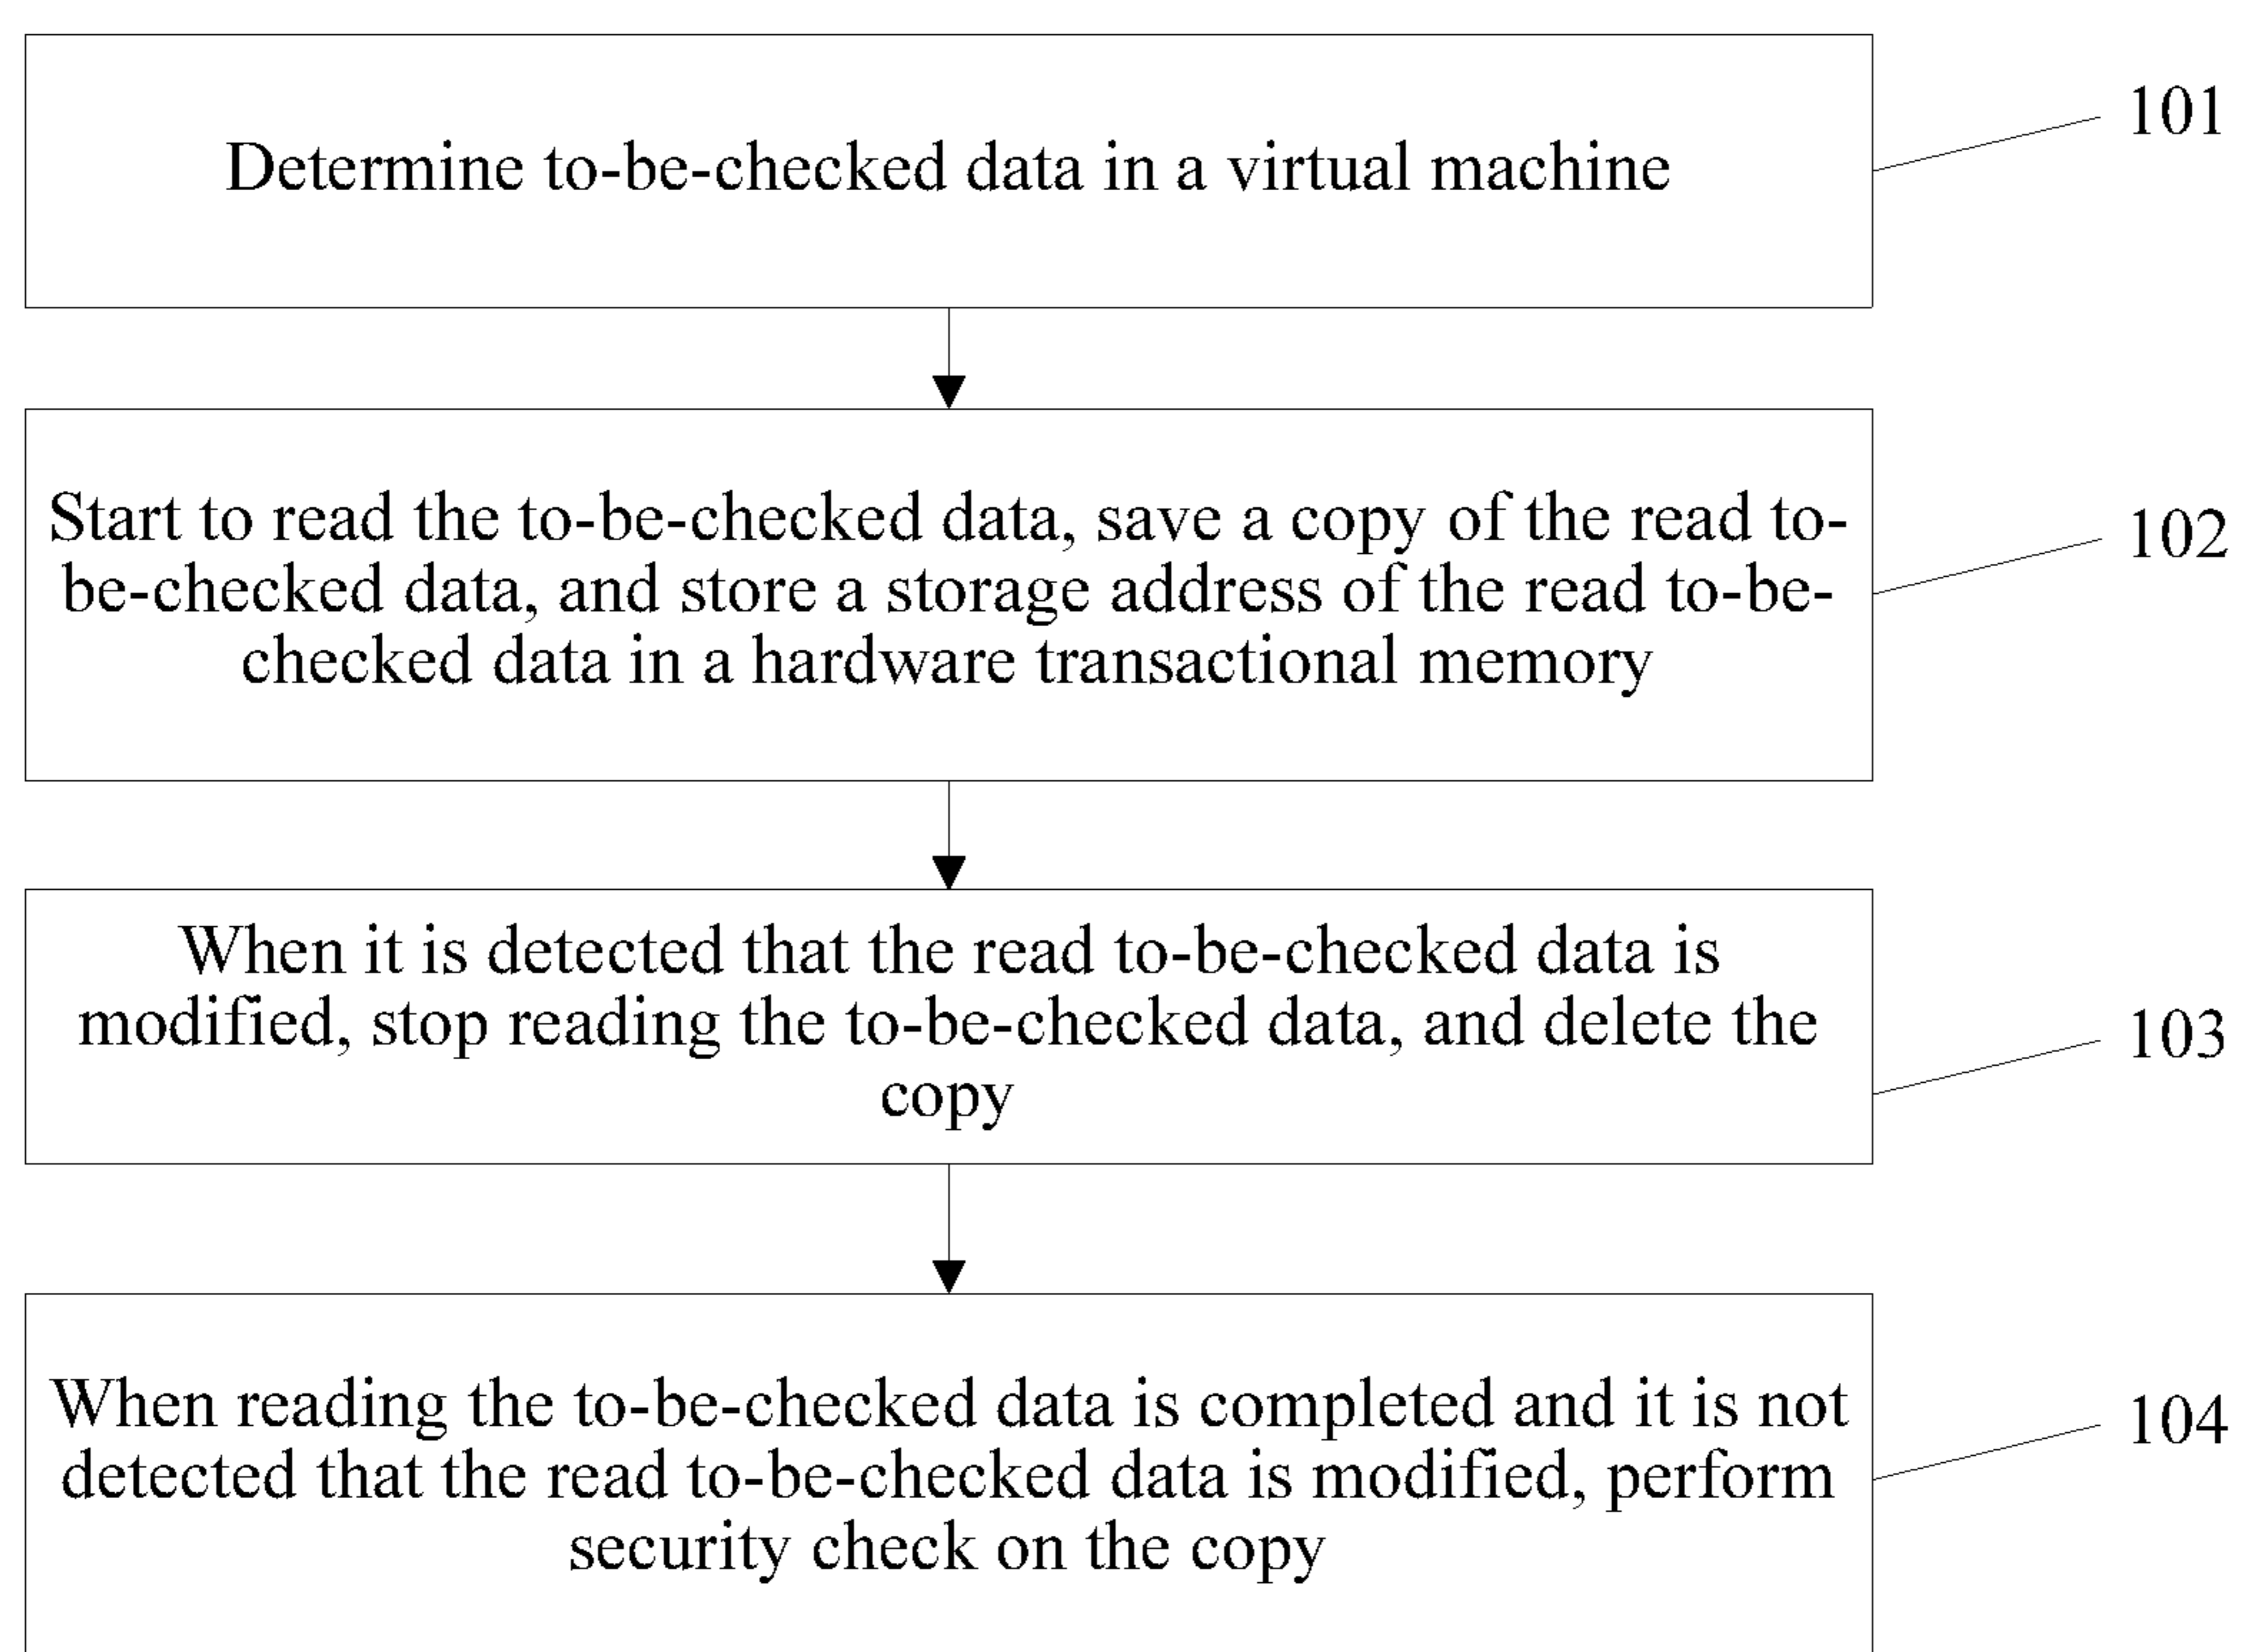 Determine to-be-checked data in a virtual machine
101
Start to read the to-be-checked data, save a copy of the read to-
be-checked data, and store a storage address of the read to-be-
checked data in a hardware transactional memory
102
When it is detected that the read to-be-checked data is
modified, stop reading the to-be-checked data, and delete the
copy
103
When reading the to-be-checked data is completed and it is not
detected that the read to-be-checked data is modified, perform
security check on the copy
104